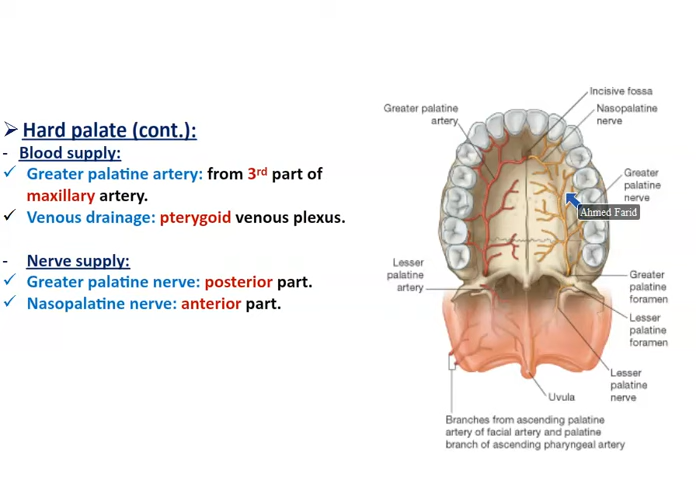 ➢ Hard palate (cont.):
- Blood supply:
✓ Greater palatine artery: from 3rd part of
maxillary artery.
✓ Venous drainage: pterygoid venous plexus.
- Nerve supply:
✓ Greater palatine nerve: posterior part.
✓ Nasopalatine nerve: anterior part.
Incisive fossa
Greater palatine
artery
Nasopalatine
nerve
Greater
palatine
nerve
Ahmed Farid
Lesser
palatine
artery
Greater
palatine
foramen
Lesser
palatine
foramen
Lesser
palatine
nerve
Uvula
Branches from ascending palatine
artery of facial artery and palatine
branch of ascending pharyngeal artery